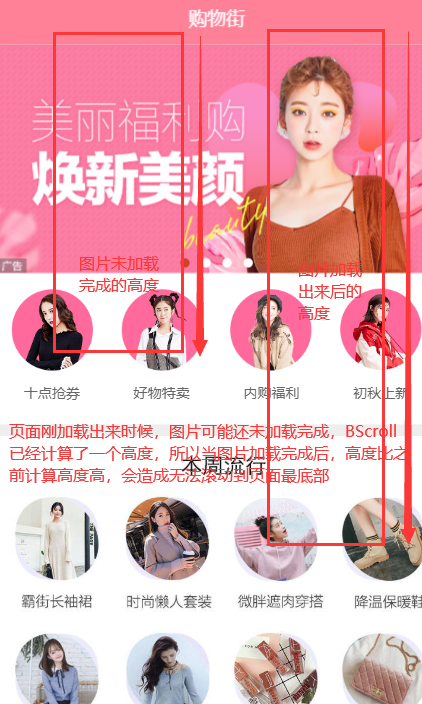 购物街
美丽福利购
焕新美颜
beauty
广告
图片未加载
完成的高度
图片加载
出来后的
高度
十点抢券
好物特卖
内购福利
初秋上新
页面刚加载出来时候，图片可能还未加载完成，BScroll
已经计算了一个高度，所以当图片加载完成后，高度比之
前计算高度高，会造成无法滚动到页面最底部
本周流行
霸街长袖裙
时尚懒人套装
微胖遮肉穿搭
降温保暖鞋